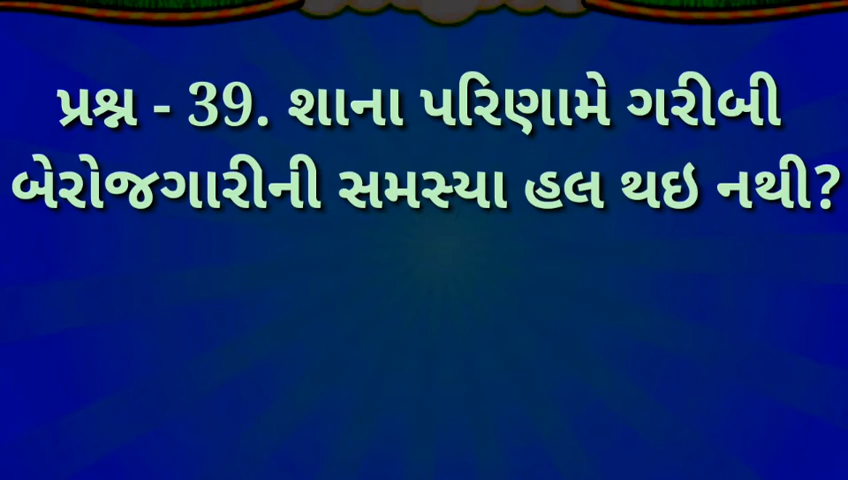 પ્રશ્ન - 39. શાના પરિણામે ગરીબી
બેરોજગારીની સમસ્યા હલ થઇ નથી?